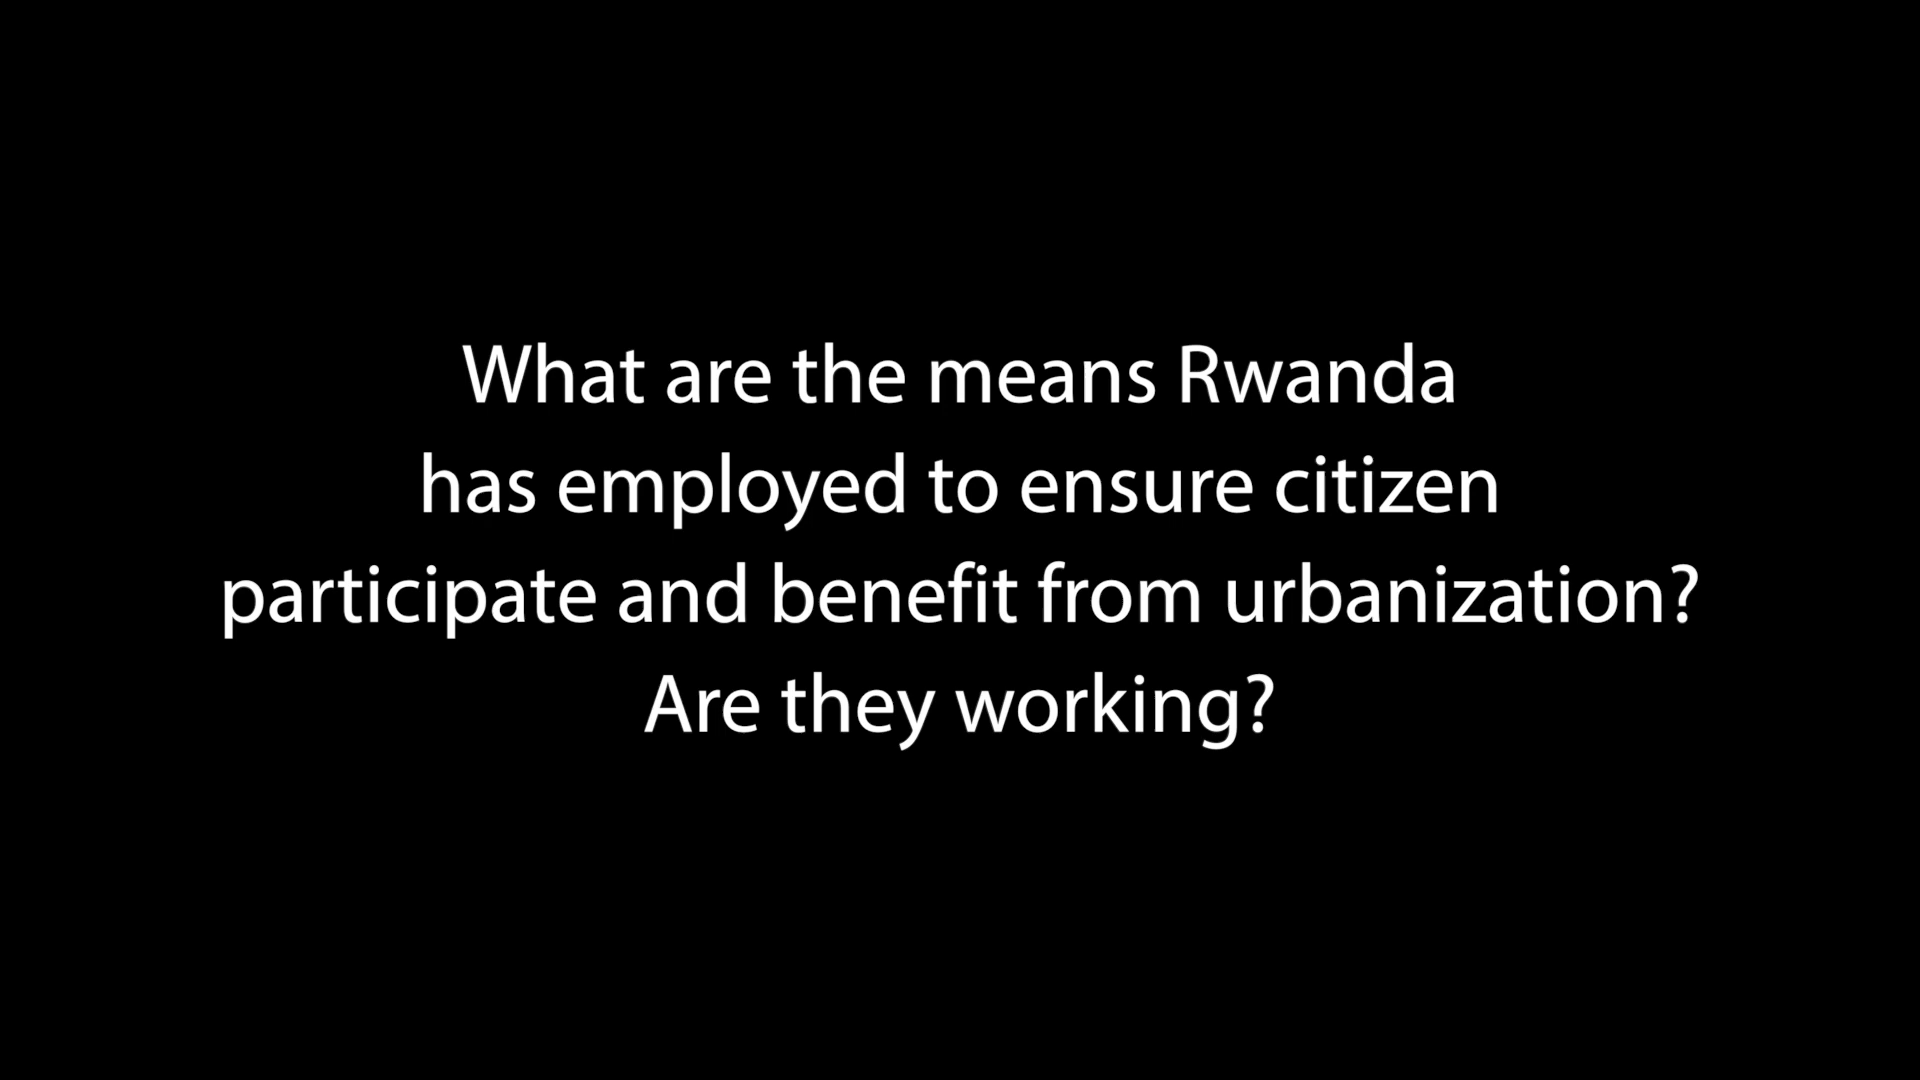 What are the means Rwanda
has employed to ensure citizen
participate and benefit from urbanization?
Are they working?